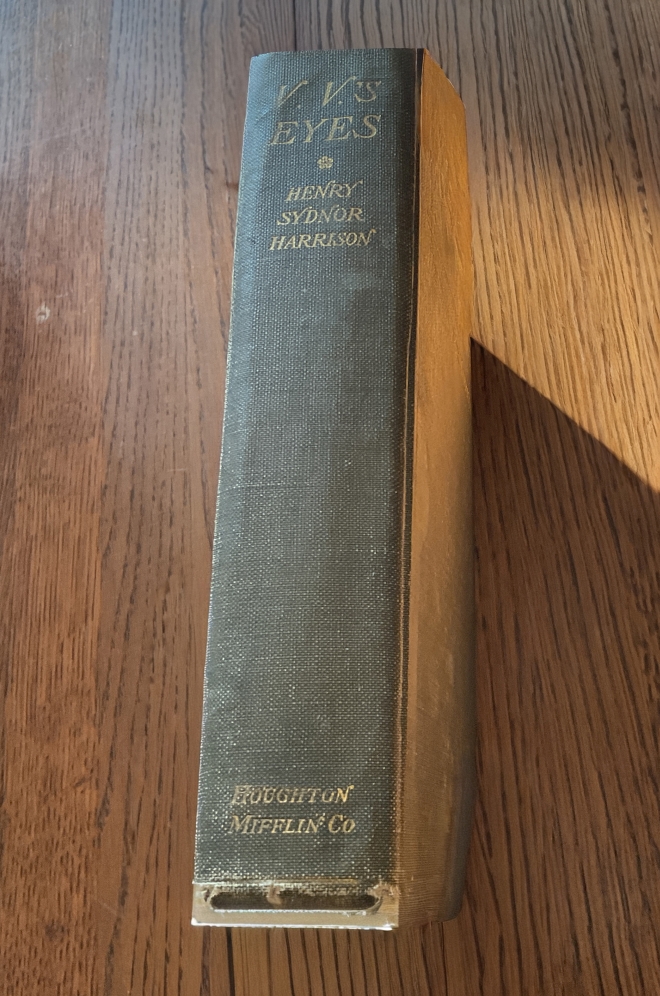 V. V.'S
EYES
HENRY
SYDNOR
HARRISON
HOUGHTON
MIFFLIN CO